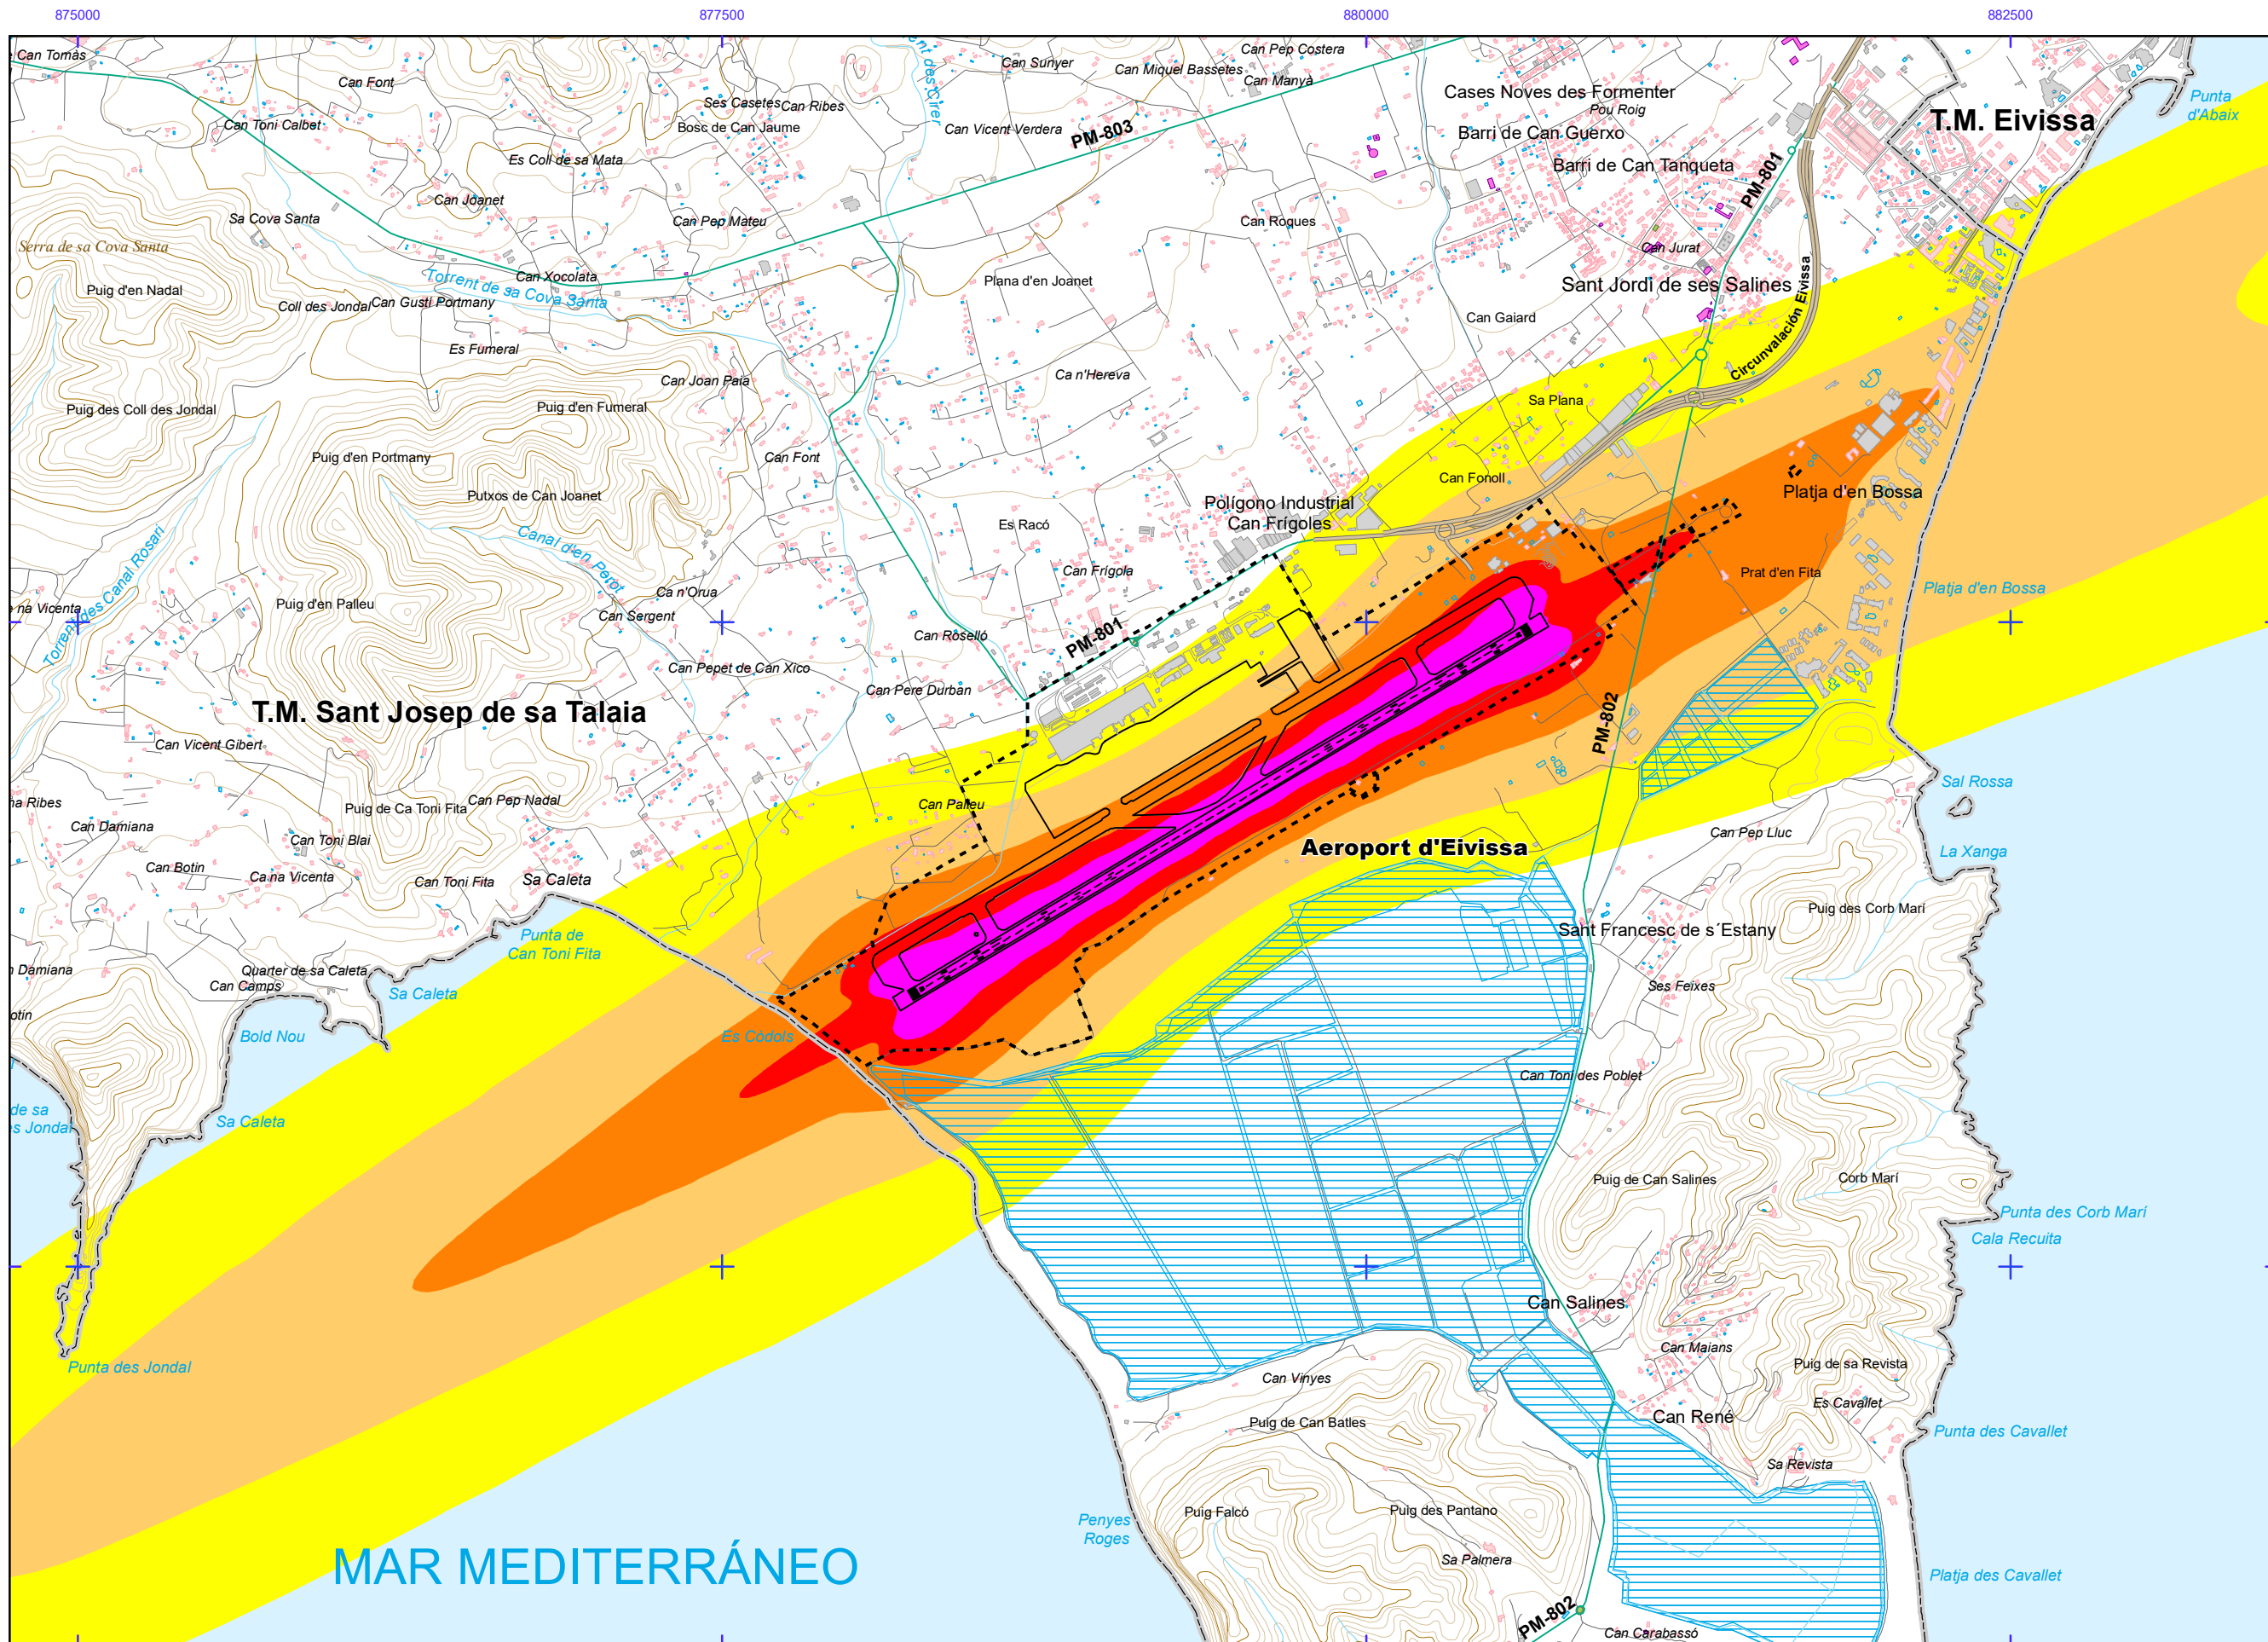 875000
877500
880000
882500
Can Tomàs
Can Font
Can Toni Calbet
Ses Casetes
Can Ribes
Bosc de Can Jaume
Es Coll de sa Mata
Can Joanet
Can Pep Mateu
Sa Cova Santa
Serra de sa Cova Santa
Puig d'en Nadal
Torrent de sa Cova Santa
Can Xocolata
Coll des Jondal
Can Gusti Portmany
Es Fumeral
Can Sunyer
Can Miquel Bassetes
Can Pep Costera
Can Manyà
Can Vicent Verdera
PM-803
Cases Noves des Formenter
Pou Roig
Barri de Can Guerxo
Barri de Can Tanqueta
PM-801
T.M. Eivissa
Punta
d'Abaix
Can Roques
Can Jurat
Plana d'en Joanet
Sant Jordi de ses Salines
Can Gaiard
Circunvalación Eivissa
Can Joan Paia
Ca n'Hereva
Puig des Coll des Jondal
Puig d'en Fumeral
Sa Plana
Puig d'en Portmany
Can Font
Putxos de Can Joanet
Can Fonoll
Platja d'en Bossa
Polígono Industrial
Can Frígoles
Es Racó
Canal d'en Perot
Torrent des Canal Rosari
Can Frígola
Prat d'en Fita
Platja d'en Bossa
Ca n'Orua
Can Sergent
na Vicenta
Puig d'en Palleu
Can Roselló
PM-801
Can Pepet de Can Xico
Can Pere Durban
T.M. Sant Josep de sa Talaia
PM-802
Can Vicent Gibert
Sal Rossa
Ribes
Puig de Ca Toni Fita
Can Pep Nadal
Can Palleu
Can Damiana
Can Toni Blai
Can Pep Lluc
Aeroport d'Eivissa
La Xanga
Can Botin
Ca na Vicenta
Can Toni Fita
Sa Caleta
Puig des Corb Marí
Punta de
Can Toni Fita
Sant Francesc de s´Estany
Damiana
Quarter de sa Caleta
Can Camps
Sa Caleta
Ses Feixes
Bold Nou
Es Còdols
Can Toni des Poblet
de sa
Jondal
Sa Caleta
Puig de Can Salines
Corb Marí
Punta des Corb Marí
Cala Recuita
Can Salines
Punta des Jondal
Can Maians
Puig de sa Revista
Can Vinyes
Es Cavallet
Puig de Can Batles
Can René
Punta des Cavallet
Sa Revista
Puig Falcó
Puig des Pantano
Penyes
Roges
MAR MEDITERRÁNEO
Sa Palmera
Platja des Cavallet
PM-802
Can Carabassó